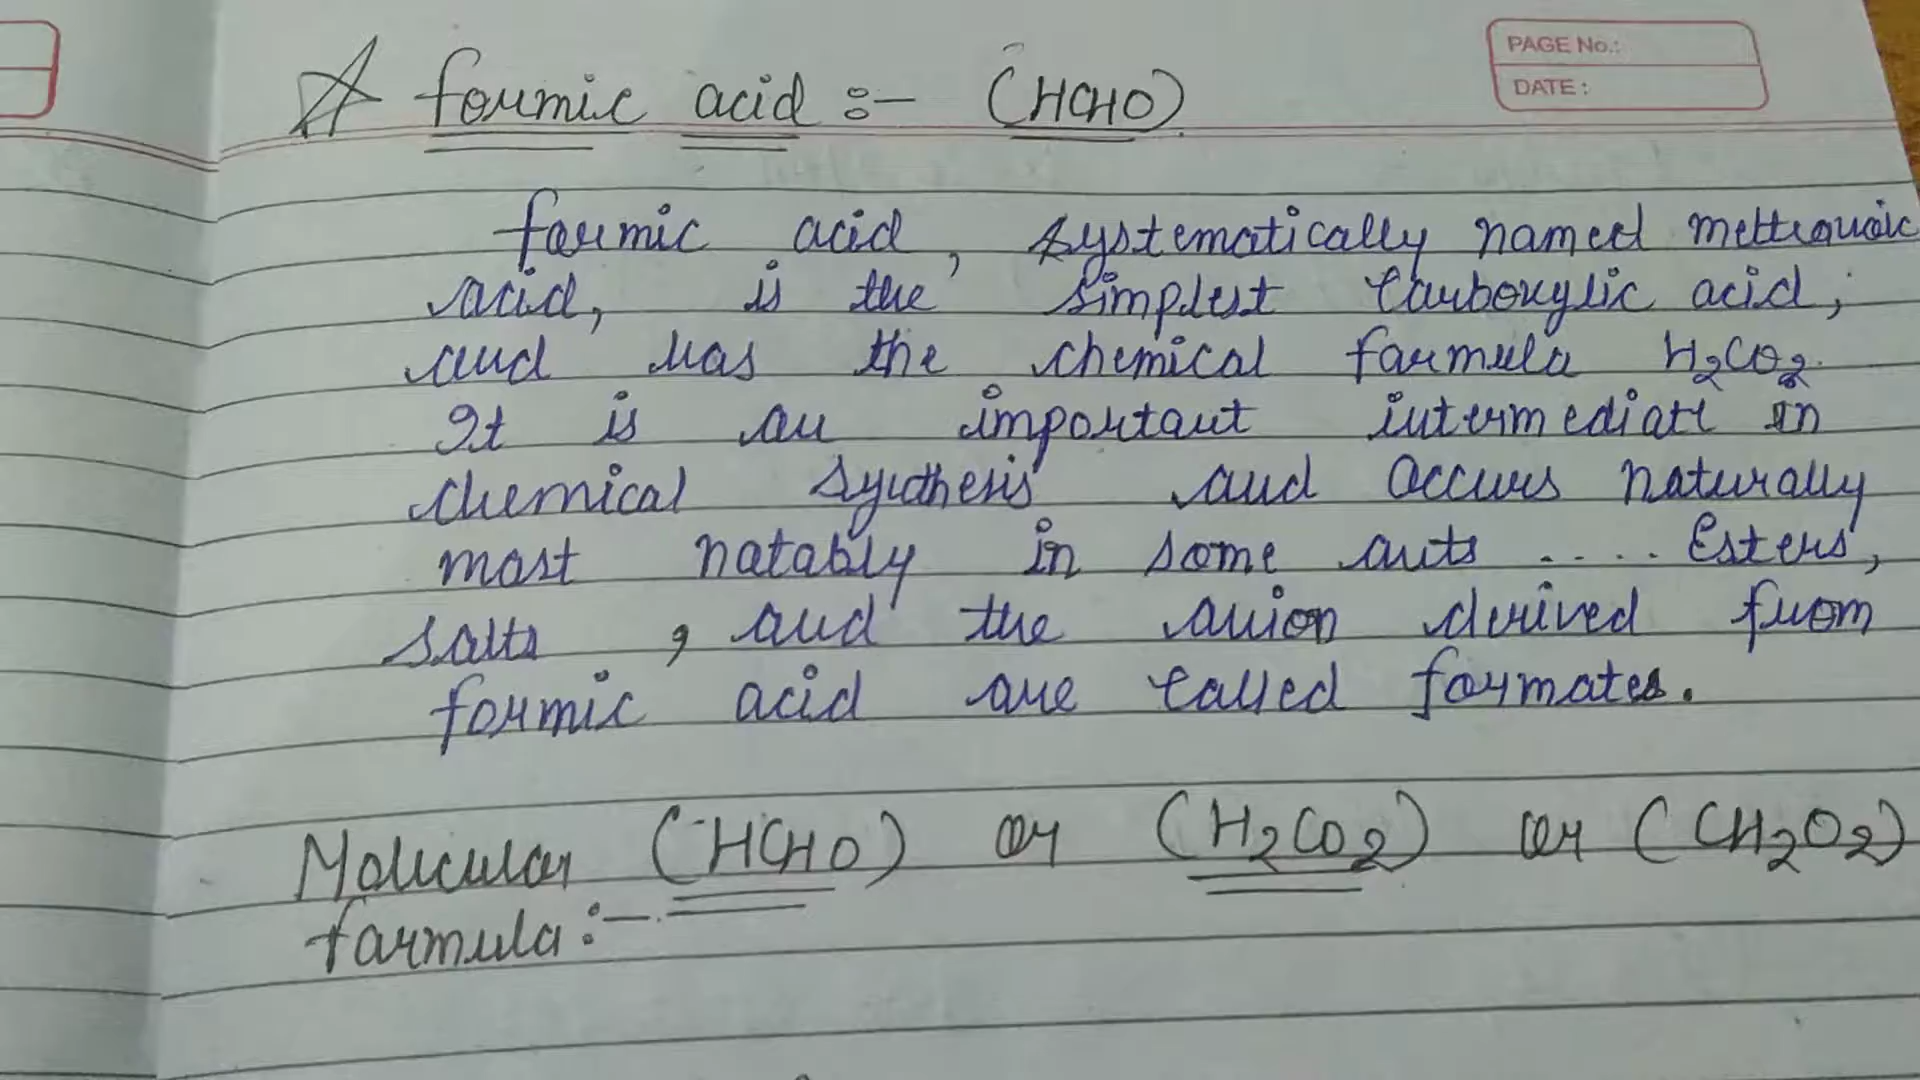 PAGE No.:
DATE :
formic acid :- (HCHO)
formic acid, systematically named methanoic
acid, is the simplest carboxylic acid,
and has the chemical formula H₂CO₂.
It is an important intermediate in
chemical synthesis and occurs naturally
most notably in some ants .... Esters,
salts, and the anion derived from
formic acid are called formates.
Molicular (HCHO) or (H₂CO₂) or (CH₂O₂)
formula :-